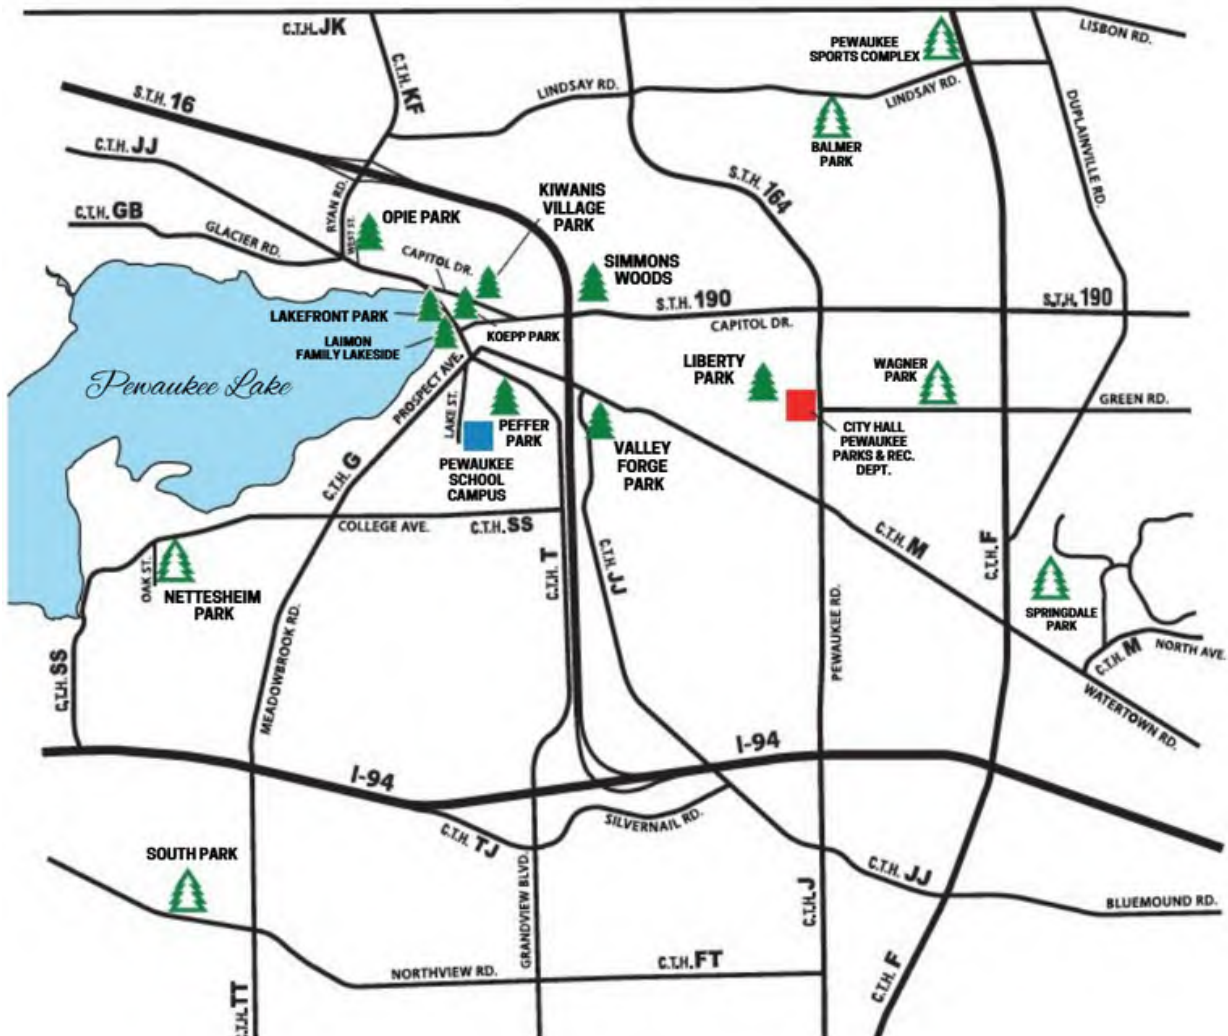 C.T.H. JK
LISBON RD.
PEWAUKEE
SPORTS COMPLEX
C.T.H. KF
LINDSAY RD.
LINDSAY RD.
S.T.H. 16
DUPLAINVILLE RD.
C.T.H. JJ
BALMER
PARK
S.T.H. 164
KIWANIS
VILLAGE
PARK
RYAN RD.
C.T.H. GB
OPIE PARK
WEST ST.
GLACIER RD.
CAPITOL DR.
SIMMONS
WOODS
S.T.H. 190
S.T.H. 190
LAKEFRONT PARK
CAPITOL DR.
KOEPP PARK
LAIMON
FAMILY LAKESIDE
LIBERTY
PARK
WAGNER
PARK
Pewaukee Lake
PROSPECT AVE.
GREEN RD.
LAKE ST.
PEFFER
PARK
VALLEY
FORGE
PARK
CITY HALL
PEWAUKEE
PARKS & REC.
DEPT.
PEWAUKEE
SCHOOL
CAMPUS
C.T.H. G
COLLEGE AVE.
C.T.H. SS
C.T.H. M
C.T.H. F
C.T.H. T
C.T.H. JJ
OAK ST.
NETTESHEIM
PARK
SPRINGDALE
PARK
PEWAUKEE RD.
MEADOWBROOK RD.
C.T.H. SS
C.T.H. M
NORTH AVE.
WATERTOWN RD.
I-94
I-94
SILVERNAIL RD.
C.T.H. TJ
SOUTH PARK
C.T.H. JJ
GRANDVIEW BLVD.
C.T.H. J
BLUEMOUND RD.
NORTHVIEW RD.
C.T.H. FT
C.T.H. F
C.T.H. TT